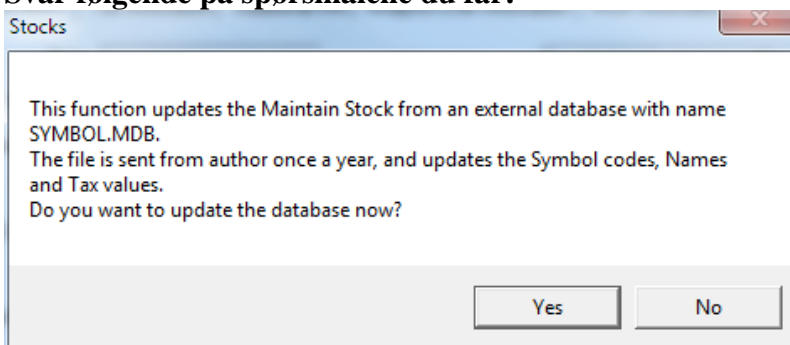 Svar følgende på spørsmålene du får:
Stocks
This function updates the Maintain Stock from an external database with name
SYMBOL.MDB.
The file is sent from author once a year, and updates the Symbol codes, Names
and Tax values.
Do you want to update the database now?
Yes
No